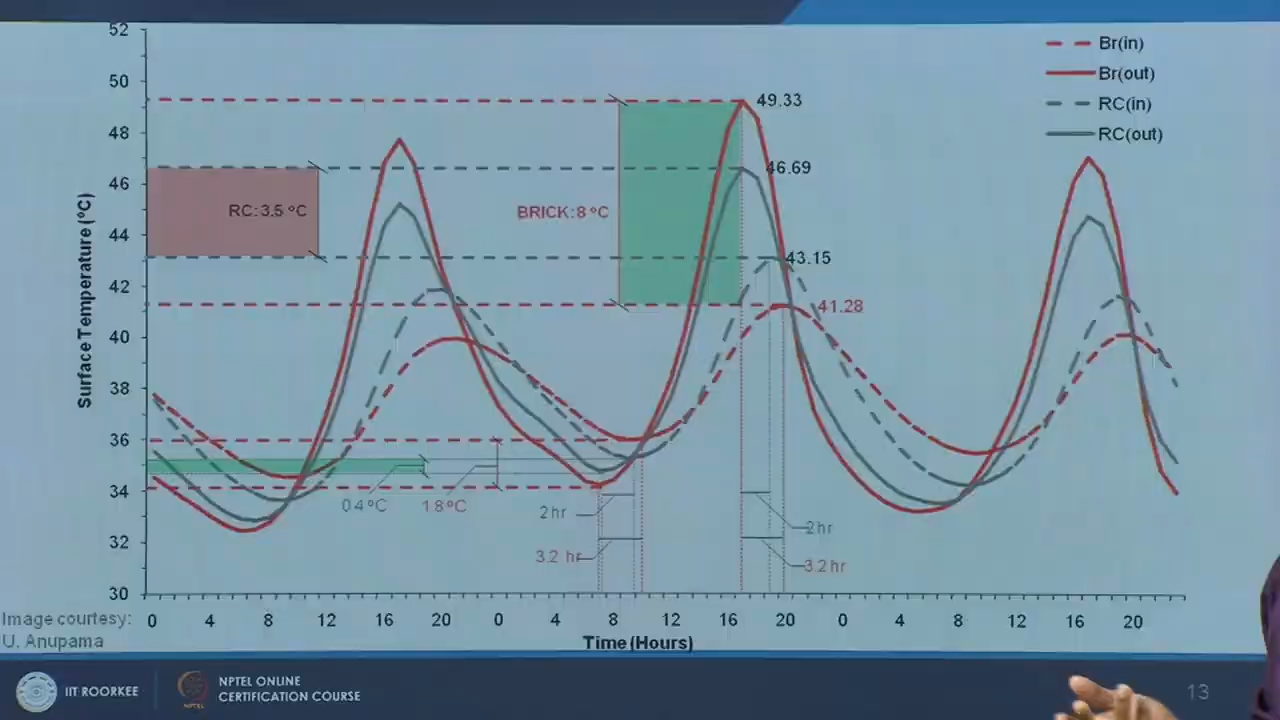 52
50
48
46
44
42
40
38
36
34
32
30
Surface Temperature (°C)
Br(in)
Br(out)
RC(in)
RC(out)
49.33
46.69
43.15
41.28
RC: 3.5 °C
BRICK: 8 °C
0.4 °C
1.8 °C
2 hr
3.2 hr
2hr
3.2 hr
0 4 8 12 16 20 0 4 8 12 16 20 0 4 8 12 16 20
Time (Hours)
Image courtesy:
U. Anupama
IIT ROORKEE
NPTEL
NPTEL ONLINE
CERTIFICATION COURSE
13